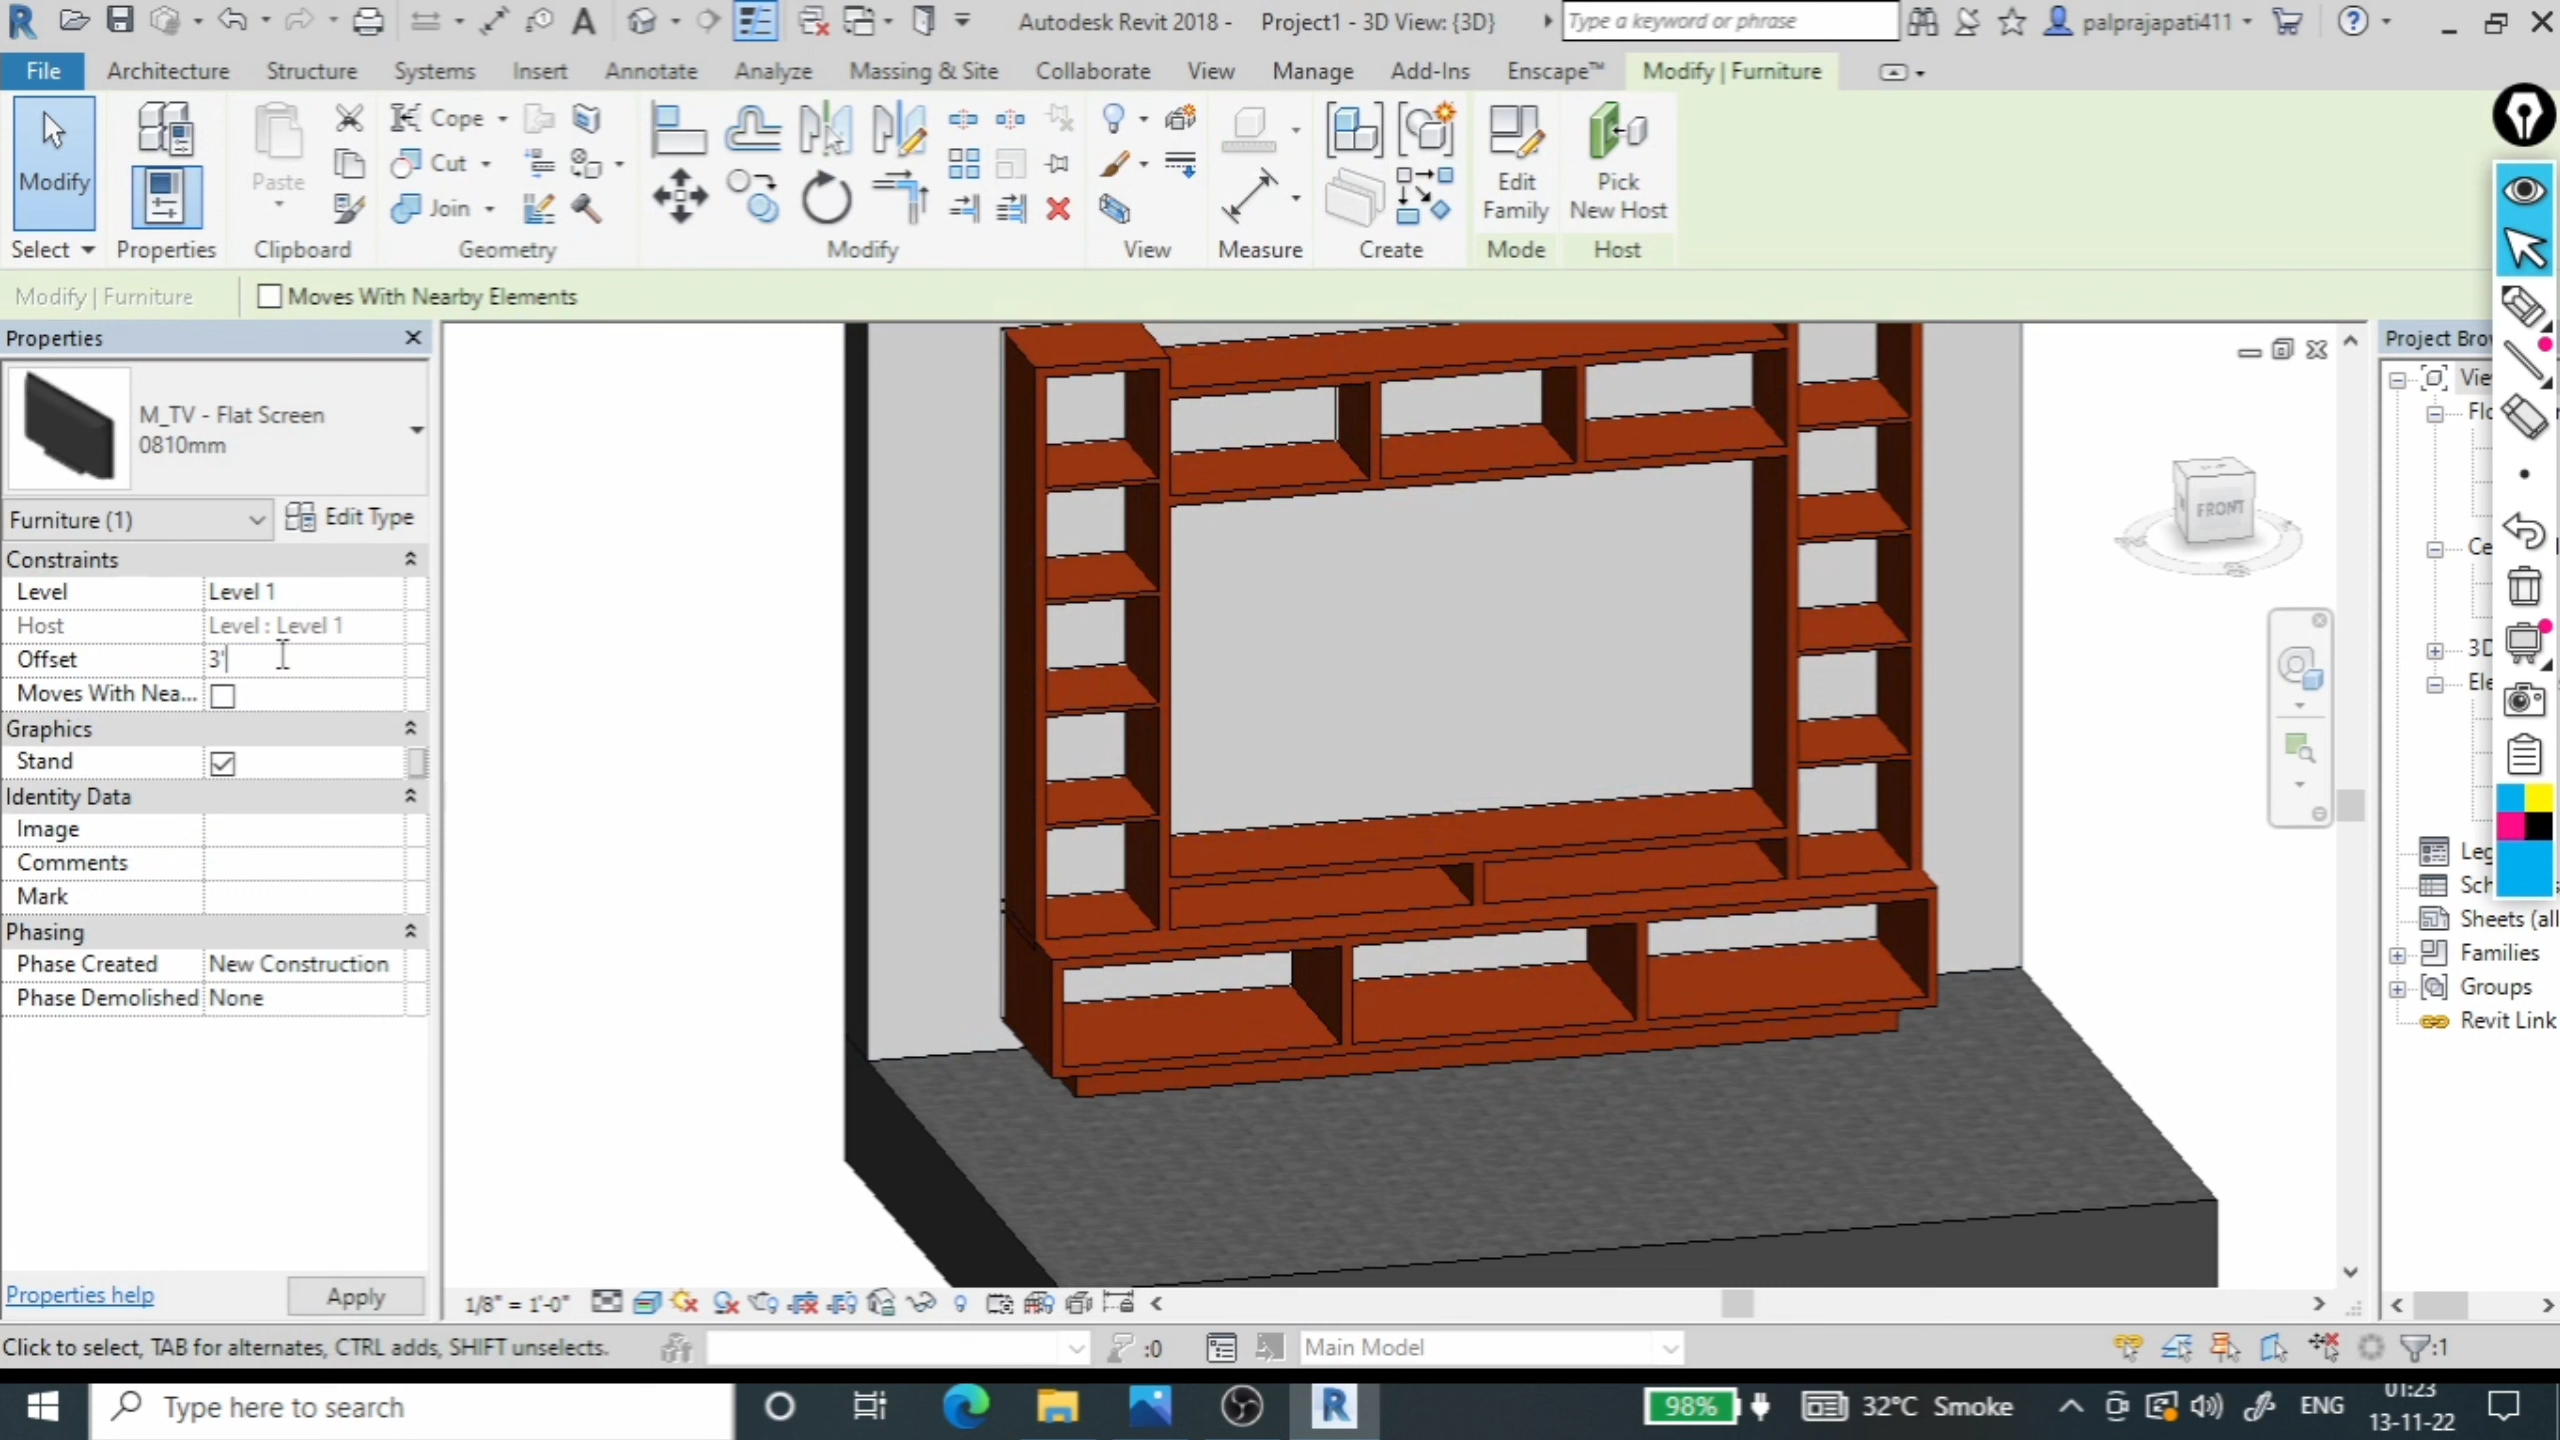 Autodesk Revit 2018 - Project1 - 3D View: {3D}
Type a keyword or phrase
palprajapati411
File Architecture Structure Systems Insert Annotate Analyze Massing & Site Collaborate View Manage Add-Ins Enscape™ Modify | Furniture
Modify
Paste
Cope
Cut
Join
Edit
Family
Pick
New Host
Select Properties Clipboard Geometry Modify View Measure Create Mode Host
Modify | Furniture
Moves With Nearby Elements
Properties
M_TV - Flat Screen
0810mm
Furniture (1)
Edit Type
Constraints
Level Level 1
Host Level : Level 1
Offset 3'
Moves With Nea...
Graphics
Stand
Identity Data
Image
Comments
Mark
Phasing
Phase Created New Construction
Phase Demolished None
Properties help
Apply
FRONT
Project Bro
Vie
Flo
Ce
3D
Ele
Leg
Sch
Sheets (all
Families
Groups
Revit Link
1/8" = 1'-0"
Click to select, TAB for alternates, CTRL adds, SHIFT unselects.
:0
Main Model
:1
Type here to search
98%
32°C Smoke
ENG
01:23
13-11-22